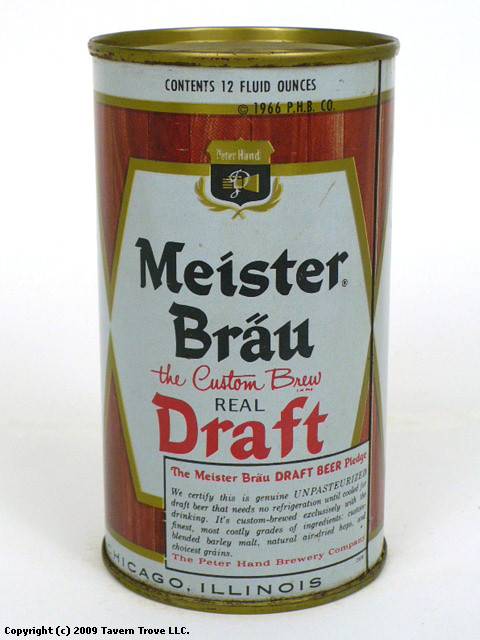 CONTENTS 12 FLUID OUNCES
© 1966 P.H.B. CO.
Peter Hand
Meister
Bräu
the Custom Brew
REAL
Draft
The Meister Bräu DRAFT BEER Pledge
We certify this is genuine UNPASTEURIZED
draft beer that needs no refrigeration until cooled for
drinking. It's custom-brewed exclusively with the
finest, most costly grades of ingredients: custom
blended barley malt, natural air-dried hops, and
choicest grains.
The Peter Hand Brewery Company
CHICAGO, ILLINOIS
Copyright (c) 2009 Tavern Trove LLC.